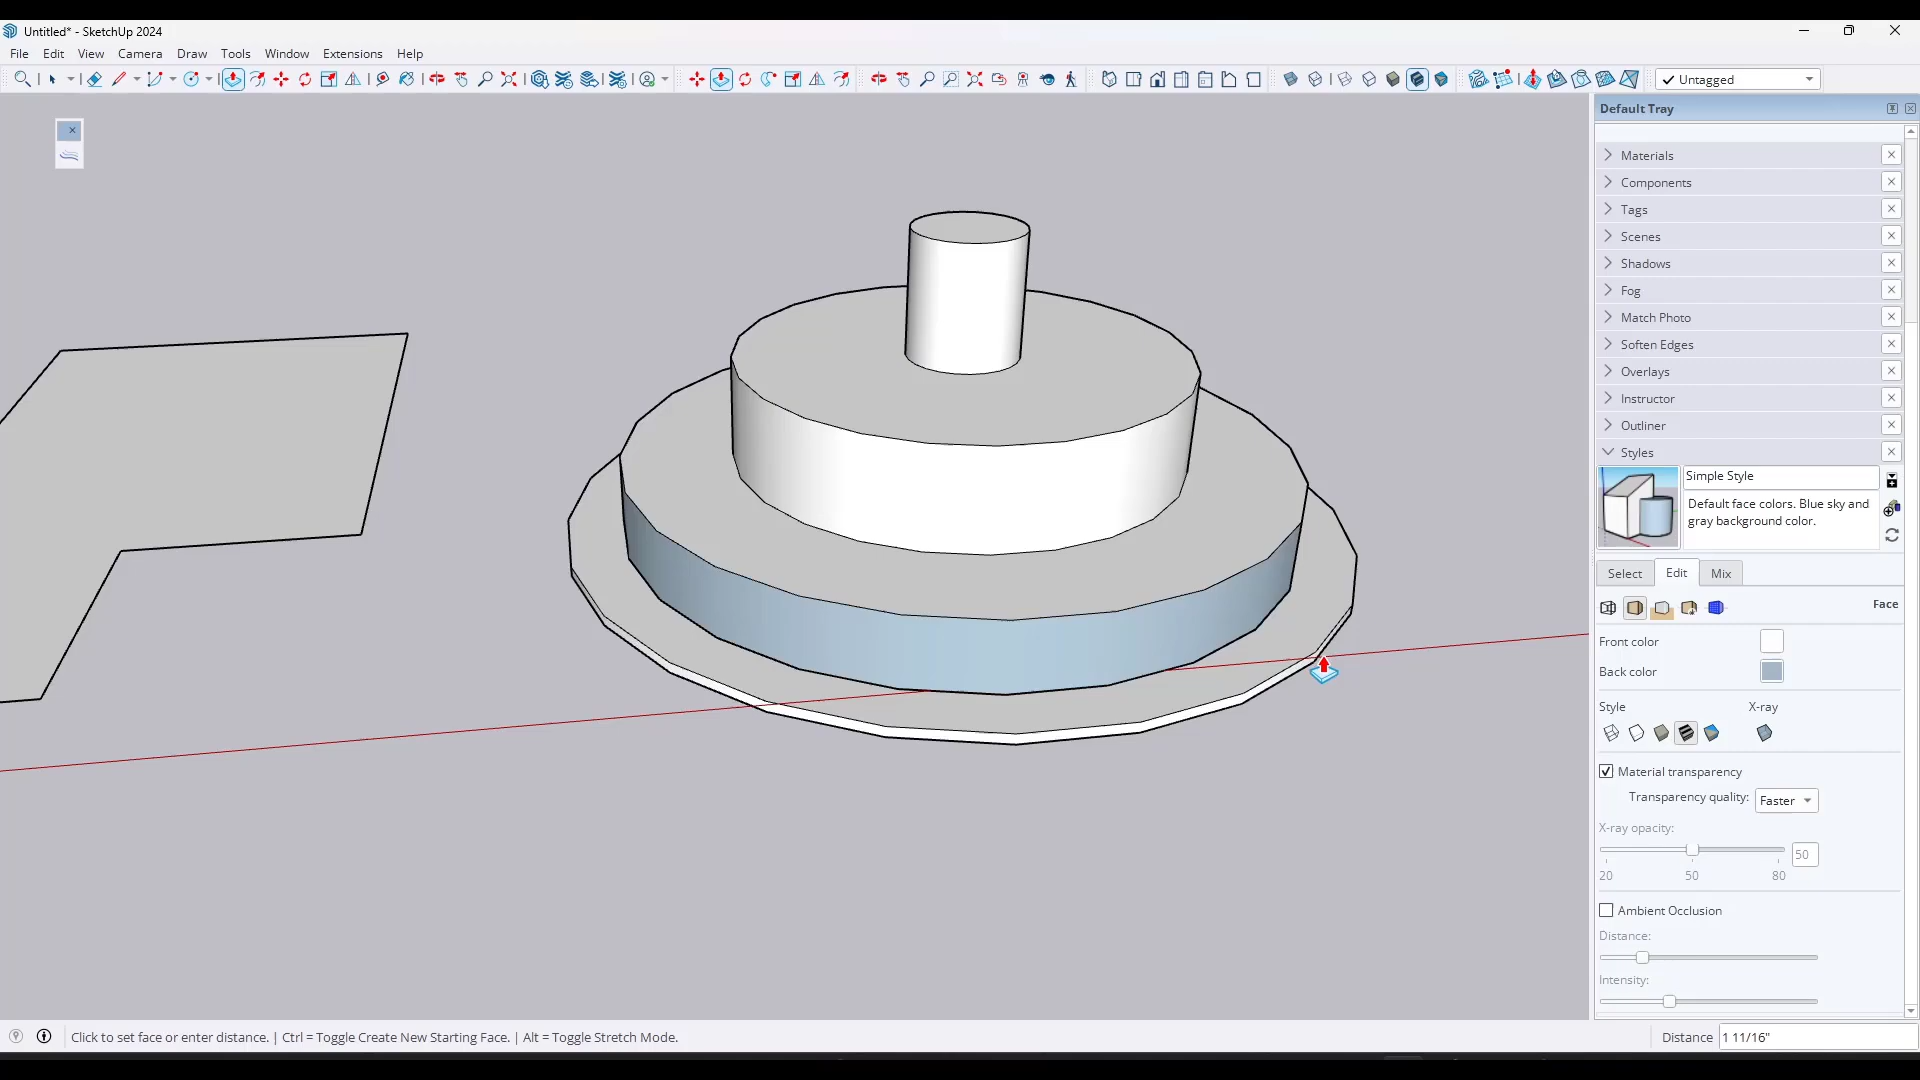 Untitled* - SketchUp 2024
File Edit View Camera Draw Tools Window Extensions Help
Untagged
Default Tray
Materials
Components
Tags
Scenes
Shadows
Fog
Match Photo
Soften Edges
Overlays
Instructor
Outliner
Styles
Simple Style
Default face colors. Blue sky and
gray background color.
Select Edit Mix
Face
Front color
Back color
Style X-ray
Material transparency
Transparency quality: Faster
X-ray opacity:
50
20 50 80
Ambient Occlusion
Distance:
Intensity:
Click to set face or enter distance. | Ctrl = Toggle Create New Starting Face. | Alt = Toggle Stretch Mode.
Distance 1 11/16"